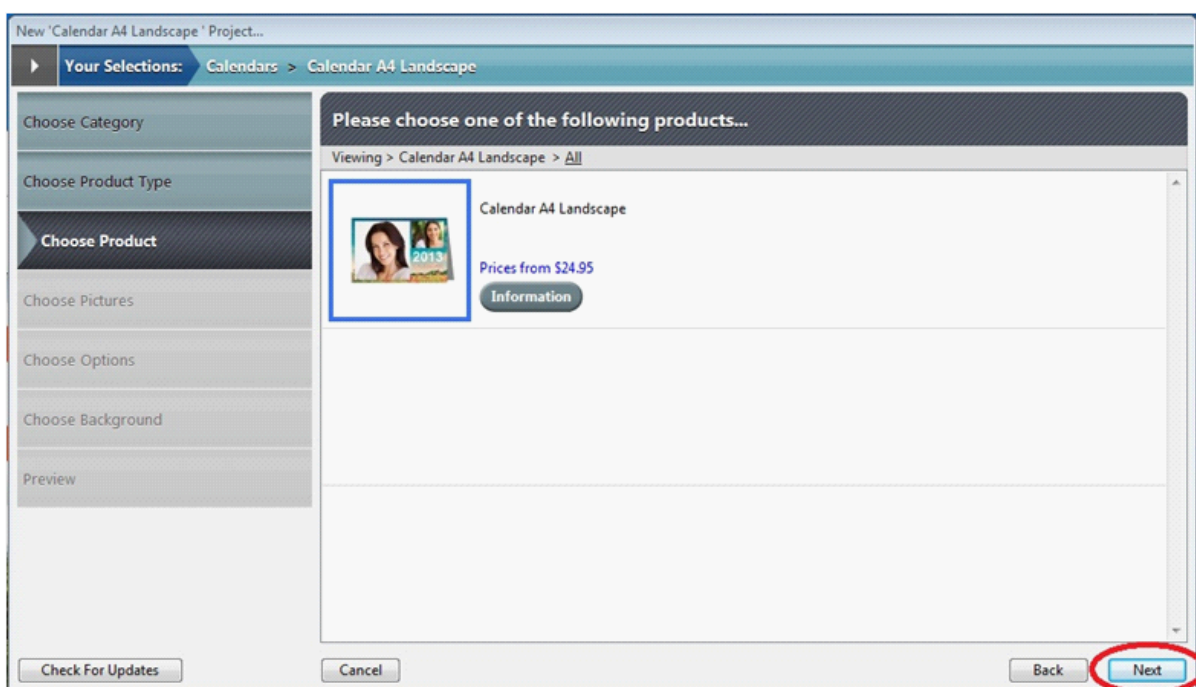 New 'Calendar A4 Landscape ' Project...
Your Selections: Calendars > Calendar A4 Landscape
Choose Category
Choose Product Type
Choose Product
Choose Pictures
Choose Options
Choose Background
Preview
Please choose one of the following products...
Viewing > Calendar A4 Landscape > All
2013
Calendar A4 Landscape
Prices from $24.95
Information
Check For Updates
Cancel
Back
Next